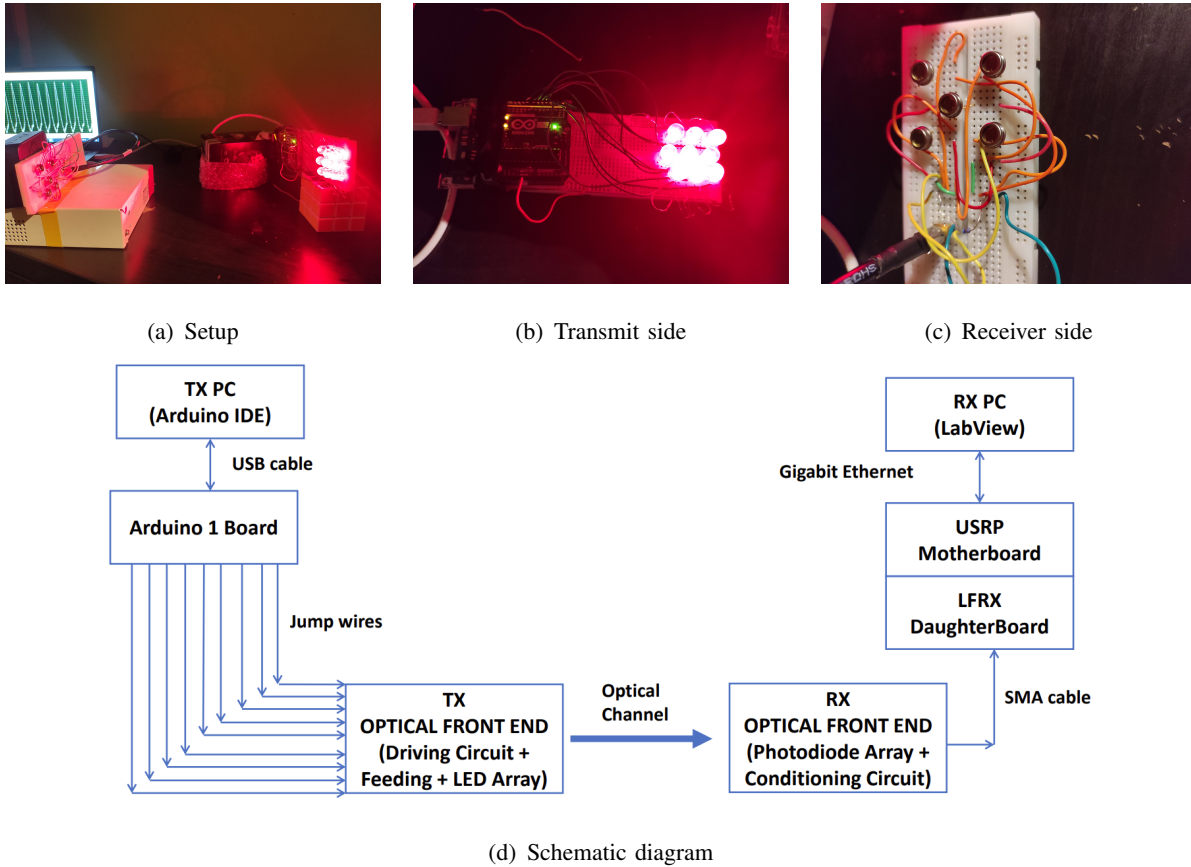 ROHS
(a) Setup
(b) Transmit side
(c) Receiver side
TX PC
(Arduino IDE)
USB cable
Arduino 1 Board
Jump wires
TX
OPTICAL FRONT END
(Driving Circuit +
Feeding + LED Array)
Optical
Channel
RX
OPTICAL FRONT END
(Photodiode Array +
Conditioning Circuit)
SMA cable
LFRX
DaughterBoard
USRP
Motherboard
Gigabit Ethernet
RX PC
(LabView)
(d) Schematic diagram